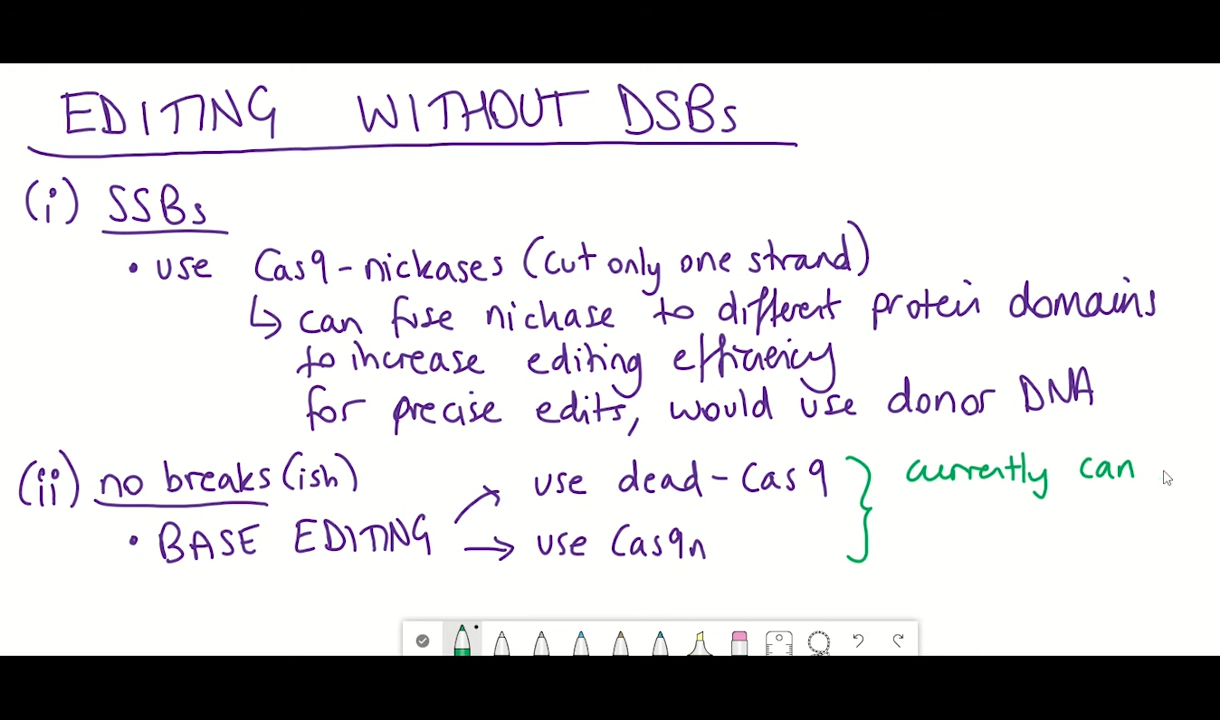 EDITING WITHOUT DSBs
(i) SSBs
• use Cas9-nickases (cut only one strand)
↳ can fuse nickase to different protein domains
to increase editing efficiency
for precise edits, would use donor DNA
(ii) no breaks (ish)
• BASE EDITING
→ use dead-Cas9
→ use Cas9n
} currently can